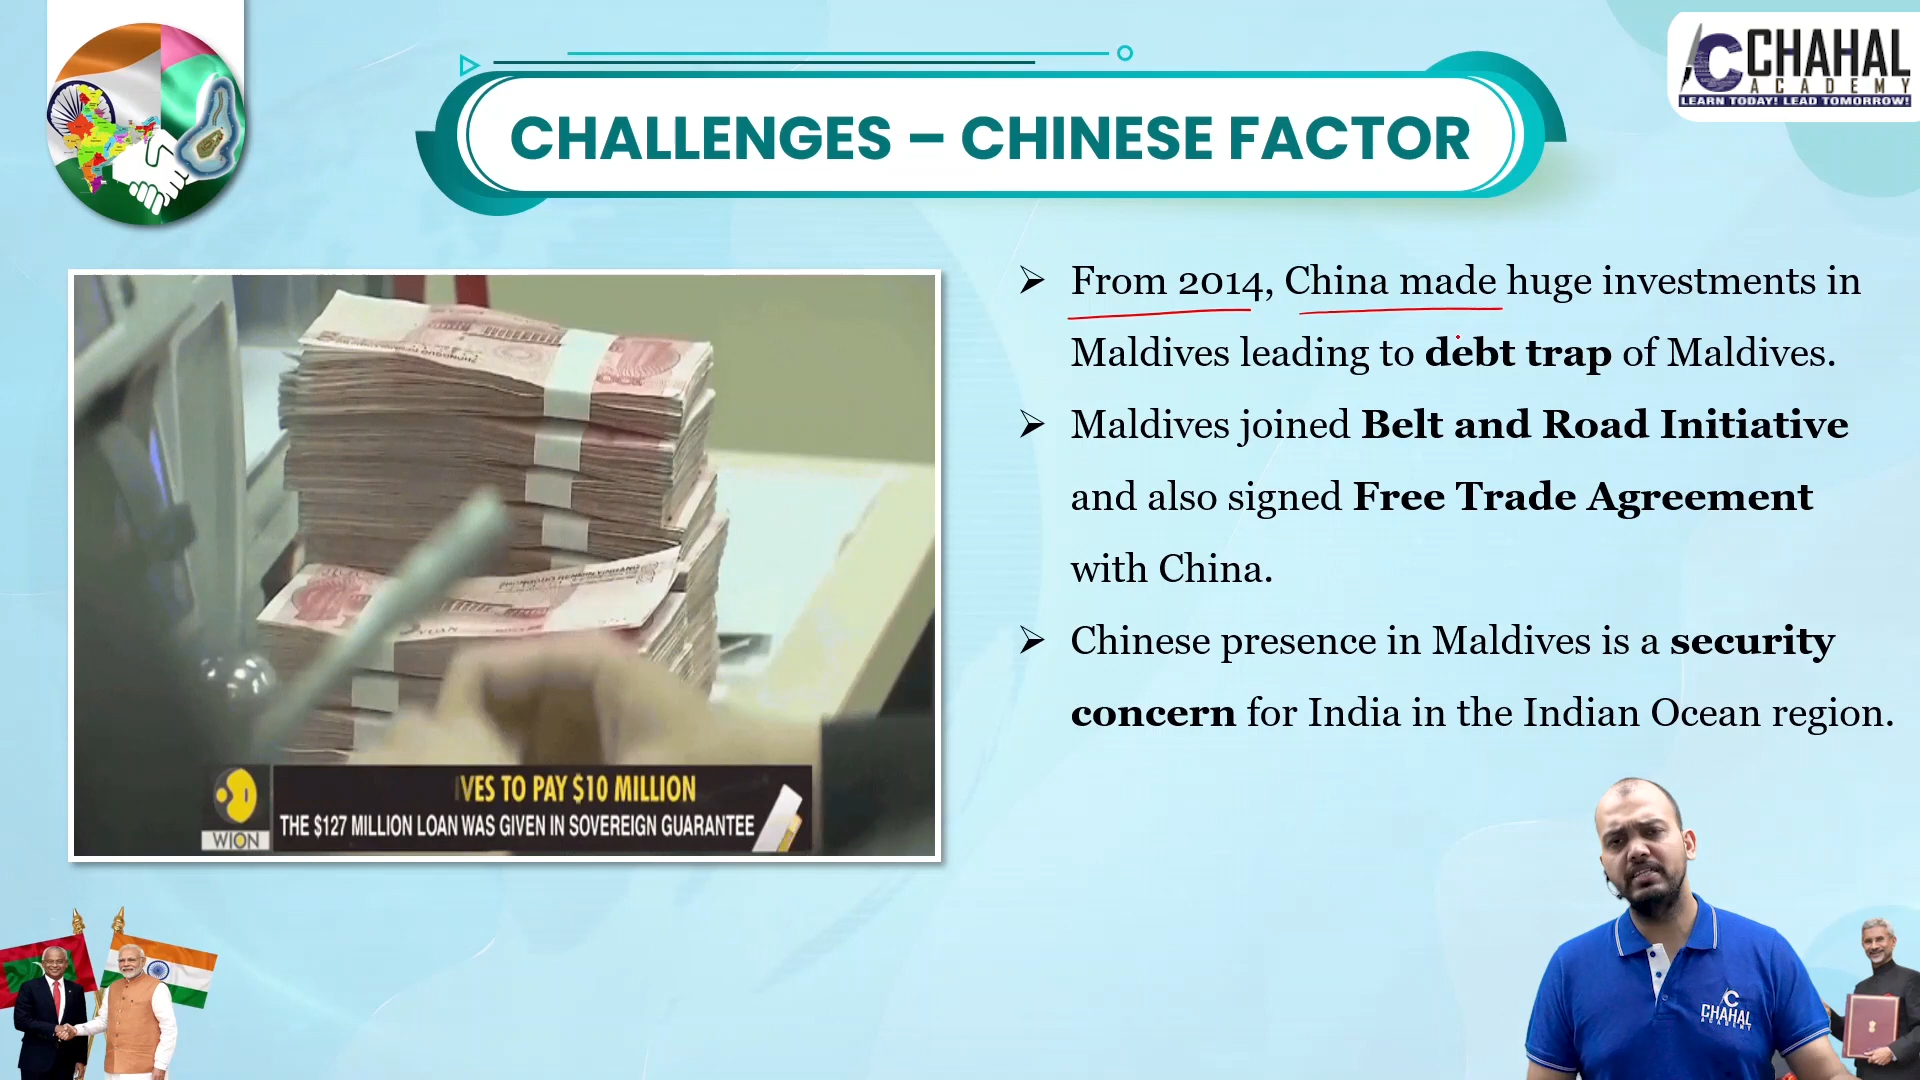 CHAHAL
ACADEMY
LEARN TODAY! LEAD TOMORROW!
CHALLENGES – CHINESE FACTOR
➢ From 2014, China made huge investments in
Maldives leading to debt trap of Maldives.
➢ Maldives joined Belt and Road Initiative
and also signed Free Trade Agreement
with China.
➢ Chinese presence in Maldives is a security
concern for India in the Indian Ocean region.
VES TO PAY $10 MILLION
THE $127 MILLION LOAN WAS GIVEN IN SOVEREIGN GUARANTEE
WION
YUAN
CHAHAL
ACADEMY